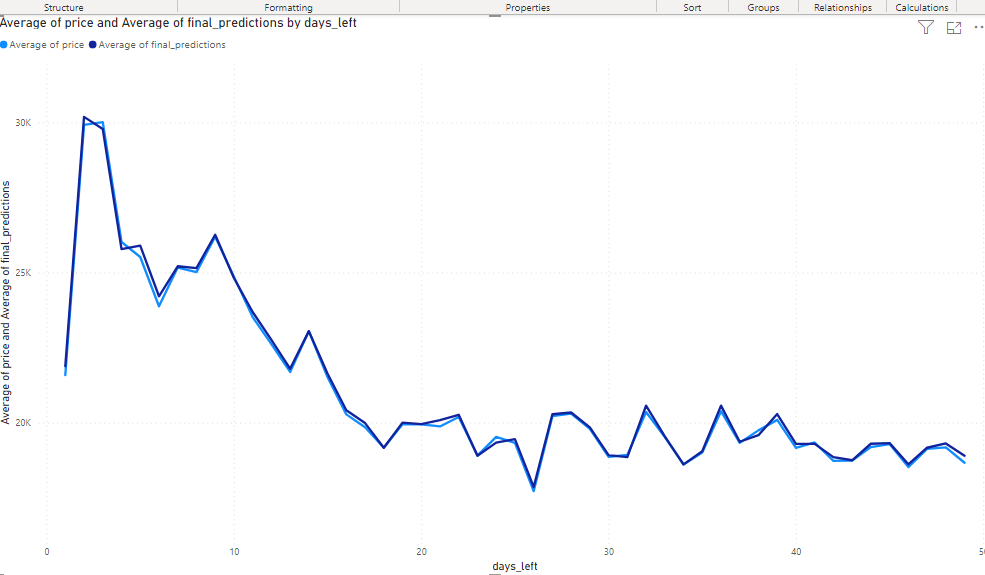 Structure Formatting Properties Sort Groups Relationships Calculations
Average of price and Average of final_predictions by days_left
Average of price Average of final_predictions
Average of price and Average of final_predictions
30K
25K
20K
0 10 20 30 40 50
days_left